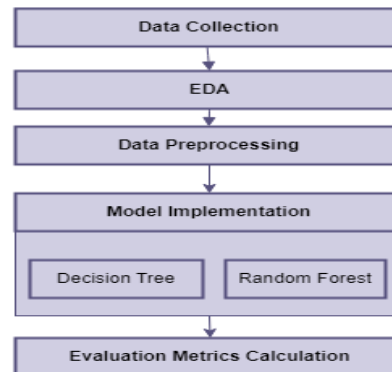 Data Collection
EDA
Data Preprocessing
Model Implementation
Decision Tree
Random Forest
Evaluation Metrics Calculation